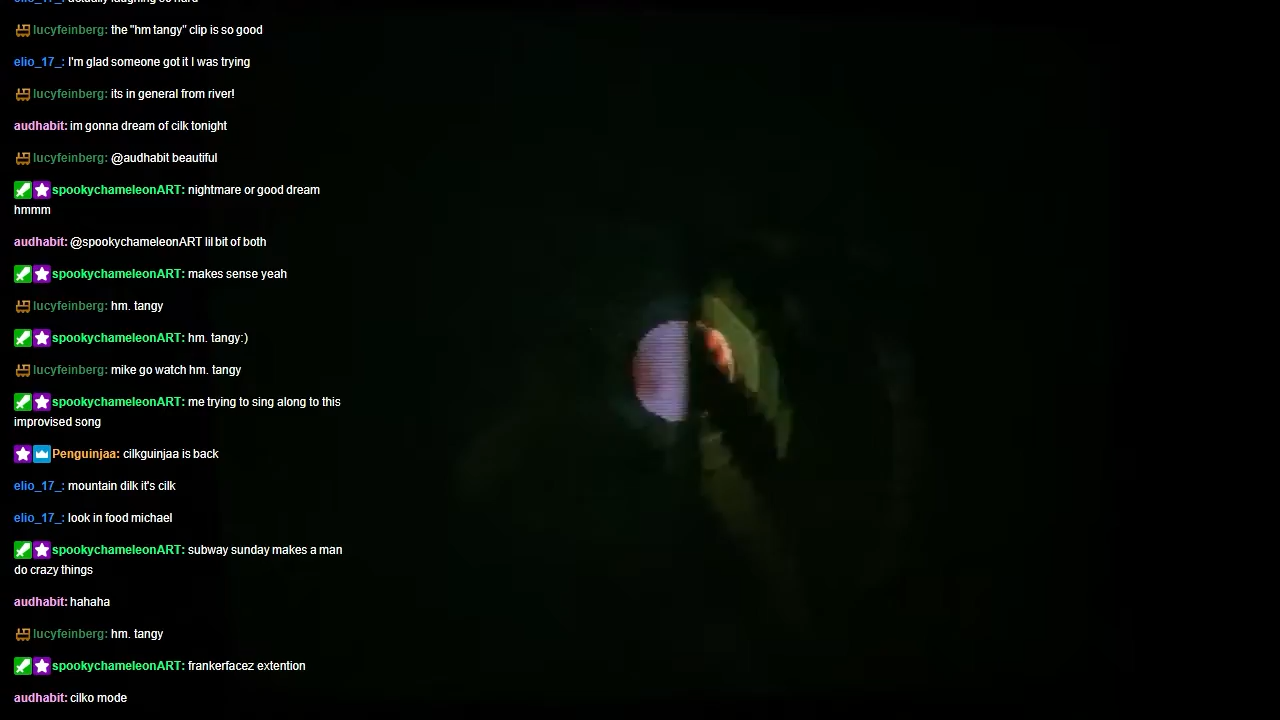 elio_17_: actually laughing so hard
lucyfeinberg: the "hm tangy" clip is so good
elio_17_: I'm glad someone got it I was trying
lucyfeinberg: its in general from river!
audhabit: im gonna dream of cilk tonight
lucyfeinberg: @audhabit beautiful
spookychameleonART: nightmare or good dream
hmmm
audhabit: @spookychameleonART lil bit of both
spookychameleonART: makes sense yeah
lucyfeinberg: hm. tangy
spookychameleonART: hm. tangy:)
lucyfeinberg: mike go watch hm. tangy
spookychameleonART: me trying to sing along to this
improvised song
Penguinjaa: cilkguinjaa is back
elio_17_: mountain dilk it's cilk
elio_17_: look in food michael
spookychameleonART: subway sunday makes a man
do crazy things
audhabit: hahaha
lucyfeinberg: hm. tangy
spookychameleonART: frankerfacez extention
audhabit: cilko mode